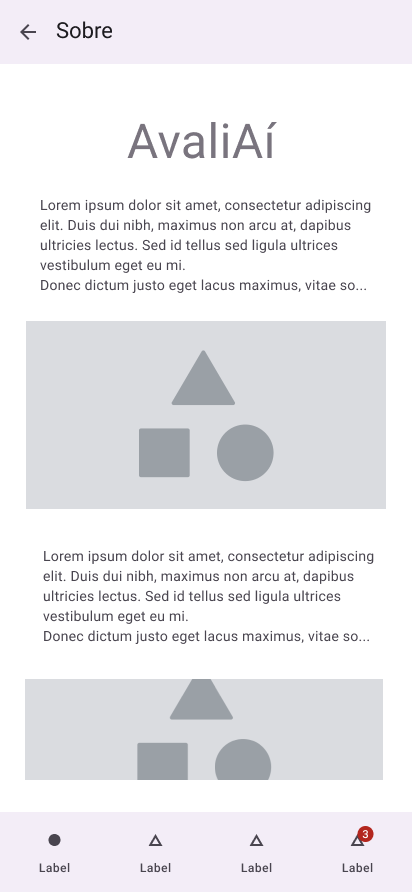 Sobre
AvaliAí
Lorem ipsum dolor sit amet, consectetur adipiscing
elit. Duis dui nibh, maximus non arcu at, dapibus
ultricies lectus. Sed id tellus sed ligula ultrices
vestibulum eget eu mi.
Donec dictum justo eget lacus maximus, vitae so...
Lorem ipsum dolor sit amet, consectetur adipiscing
elit. Duis dui nibh, maximus non arcu at, dapibus
ultricies lectus. Sed id tellus sed ligula ultrices
vestibulum eget eu mi.
Donec dictum justo eget lacus maximus, vitae so...
3
Label Label Label Label